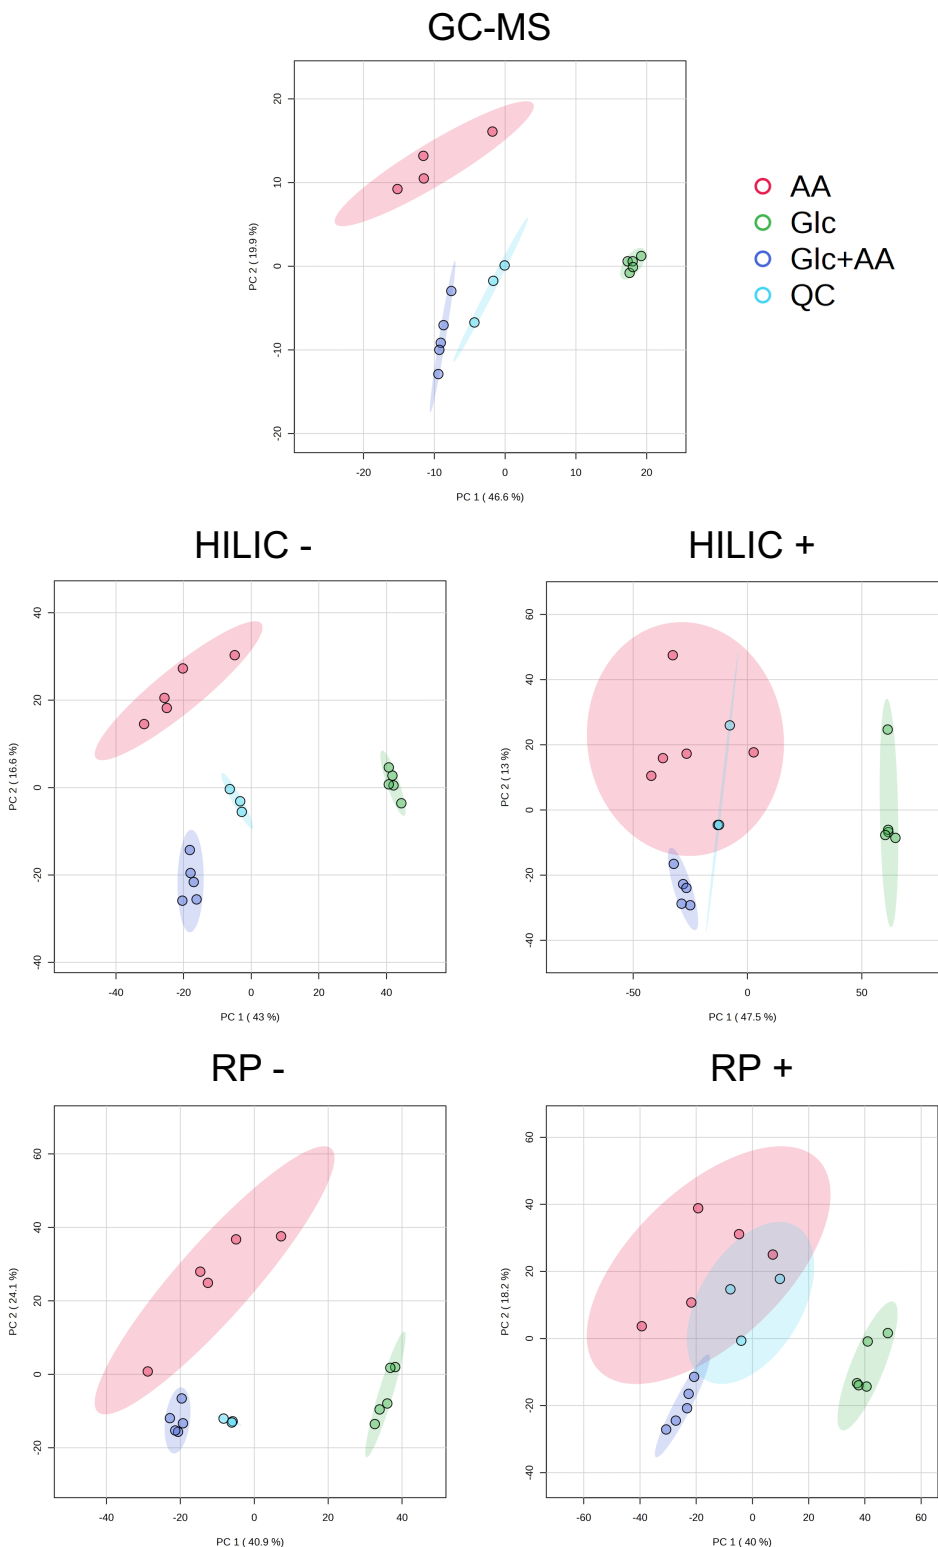 GC-MS
20
10
0
-10
-20
PC 2 ( 19.9 %)
-20 -10 0 10 20
PC 1 ( 46.6 %)
AA
Glc
Glc+AA
QC
HILIC -
40
20
0
-20
-40
PC 2 ( 16.6 %)
-40 -20 0 20 40
PC 1 ( 43 %)
HILIC +
60
40
20
0
-20
-40
PC 2 ( 13 %)
-50 0 50
PC 1 ( 47.5 %)
RP -
60
40
20
0
-20
PC 2 ( 24.1 %)
-40 -20 0 20 40
PC 1 ( 40.9 %)
RP +
60
40
20
0
-20
-40
PC 2 ( 18.2 %)
-60 -40 -20 0 20 40 60
PC 1 ( 40 %)